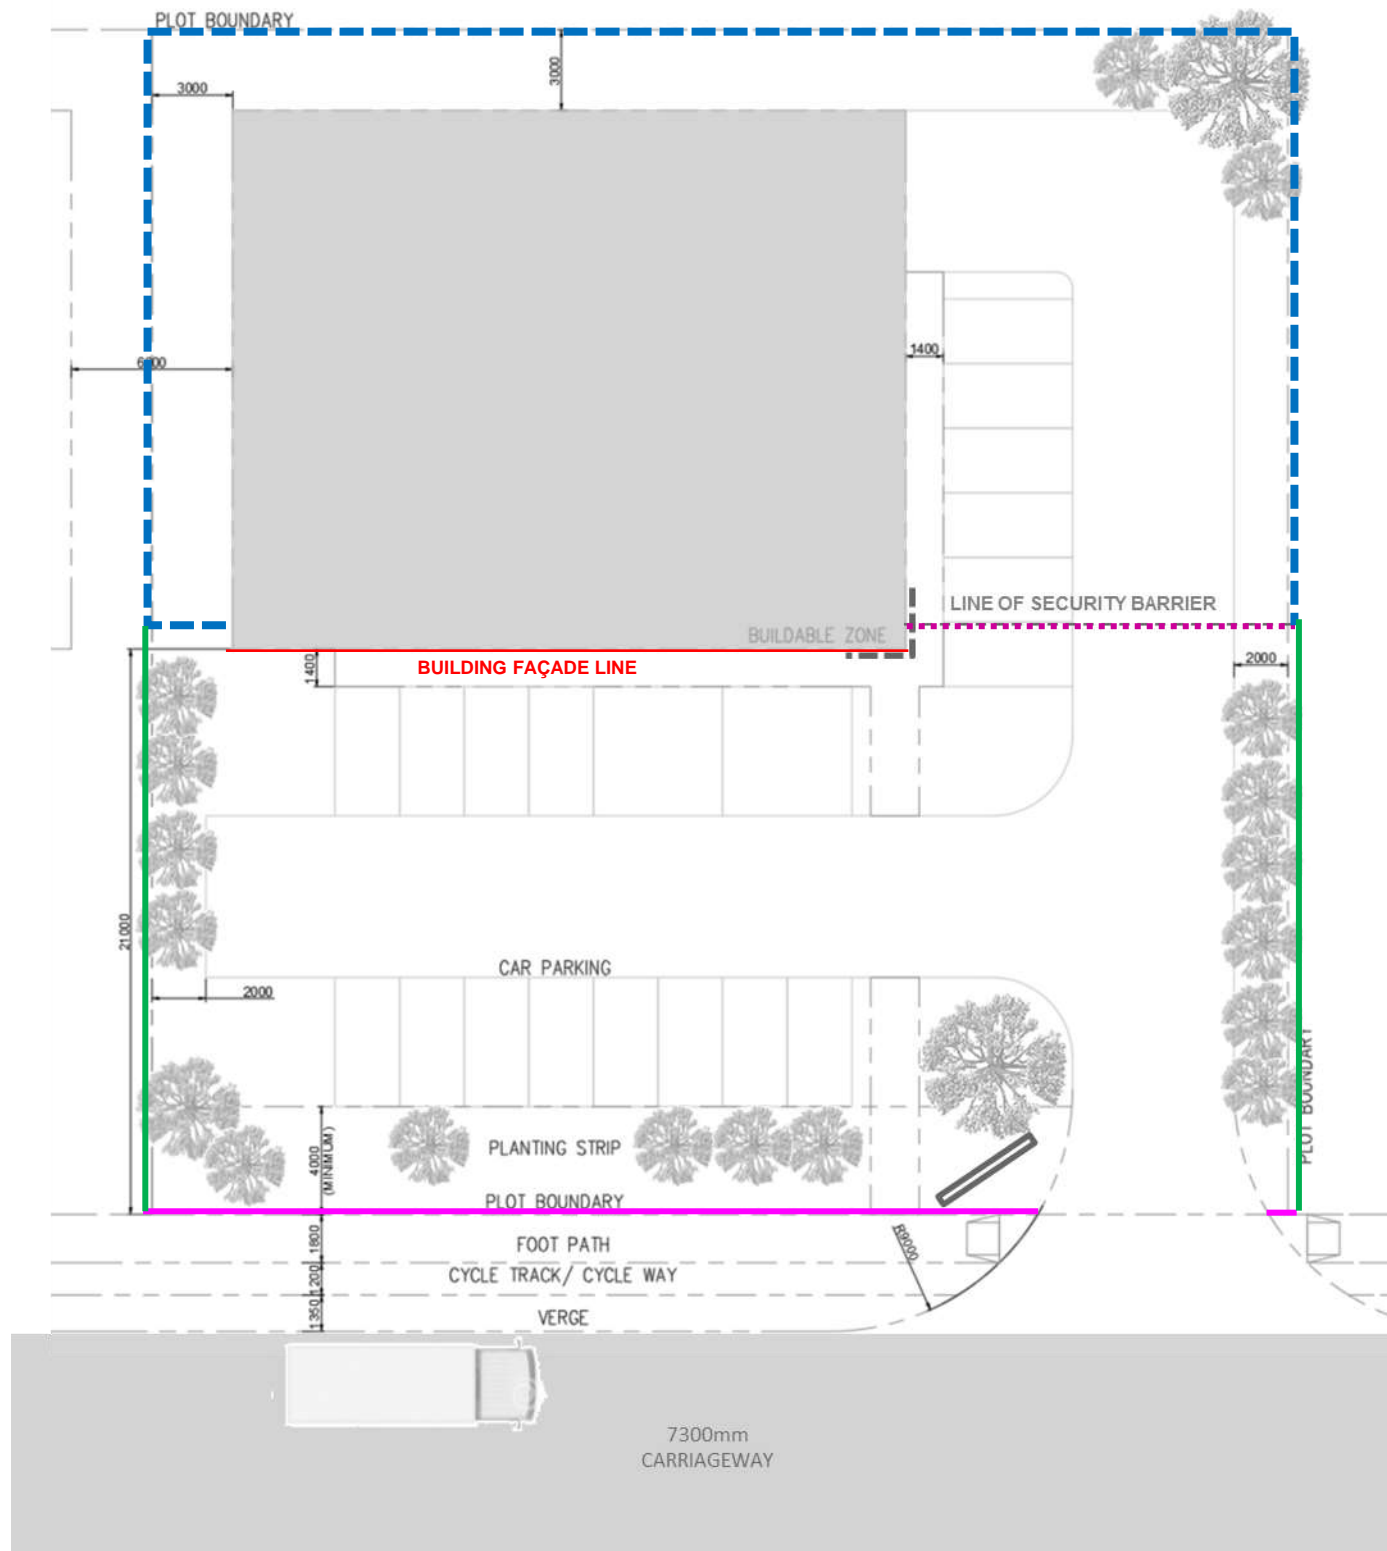 PLOT BOUNDARY
3000
3000
6000
1400
LINE OF SECURITY BARRIER
BUILDABLE ZONE
1400
BUILDING FAÇADE LINE
2000
21000
CAR PARKING
2000
PLOT BOUNDARY
4000
(MINIMUM)
PLANTING STRIP
PLOT BOUNDARY
1800
FOOT PATH
R9000
1200
CYCLE TRACK/ CYCLE WAY
1350
VERGE
7300mm
CARRIAGEWAY